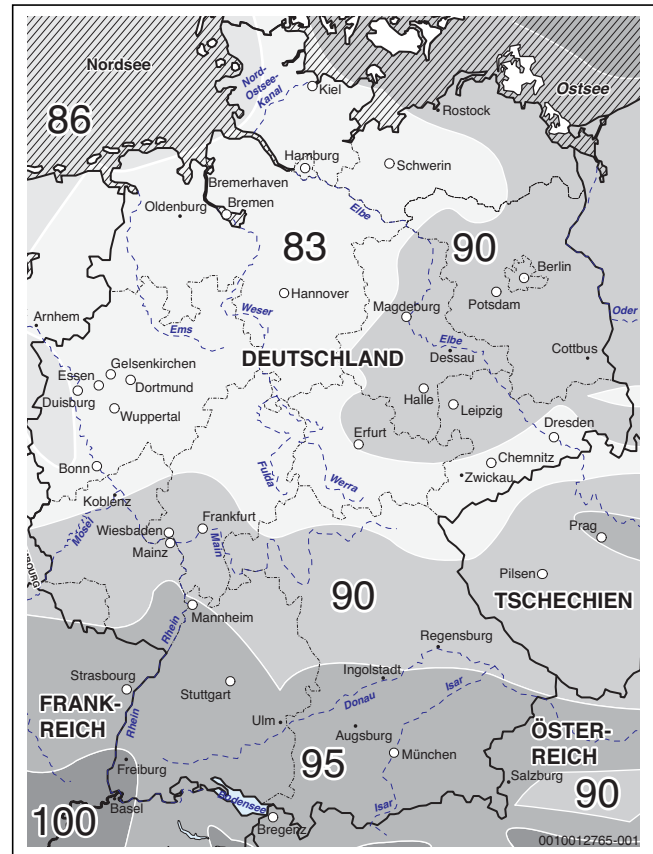 Nordsee
86
Nord-
Ostsee-
Kanal
Kiel
Ostsee
Rostock
Hamburg
Schwerin
Bremerhaven
Bremen
Oldenburg
Elbe
83
90
Berlin
Potsdam
Hannover
Weser
Ems
Magdeburg
Oder
Arnhem
Elbe
DEUTSCHLAND
Dessau
Cottbus
Gelsenkirchen
Essen
Dortmund
Duisburg
Wuppertal
Halle
Leipzig
Erfurt
Dresden
Chemnitz
Zwickau
Bonn
Fulda
Werra
Koblenz
Mosel
Wiesbaden
Frankfurt
Main
Mainz
Prag
Pilsen
TSCHECHIEN
BOURG
90
Mannheim
Rhein
Regensburg
Strasbourg
Stuttgart
Ingolstadt
Isar
Donau
FRANK-
REICH
Rhein
Ulm
Augsburg
München
ÖSTER-
REICH
95
Freiburg
Salzburg
Bodensee
90
Basel
Isar
100
Bregenz
0010012765-001